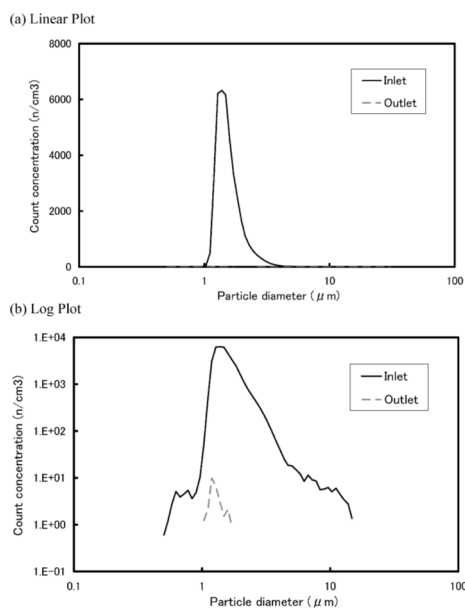 (a) Linear Plot
8000
6000
4000
2000
0
Count concentration (n/cm3)
Inlet
Outlet
0.1
1
10
100
Particle diameter (μm)
(b) Log Plot
1.E+04
1.E+03
1.E+02
1.E+01
1.E+00
1.E-01
Count concentration (n/cm3)
Inlet
Outlet
0.1
1
10
100
Particle diameter (μm)